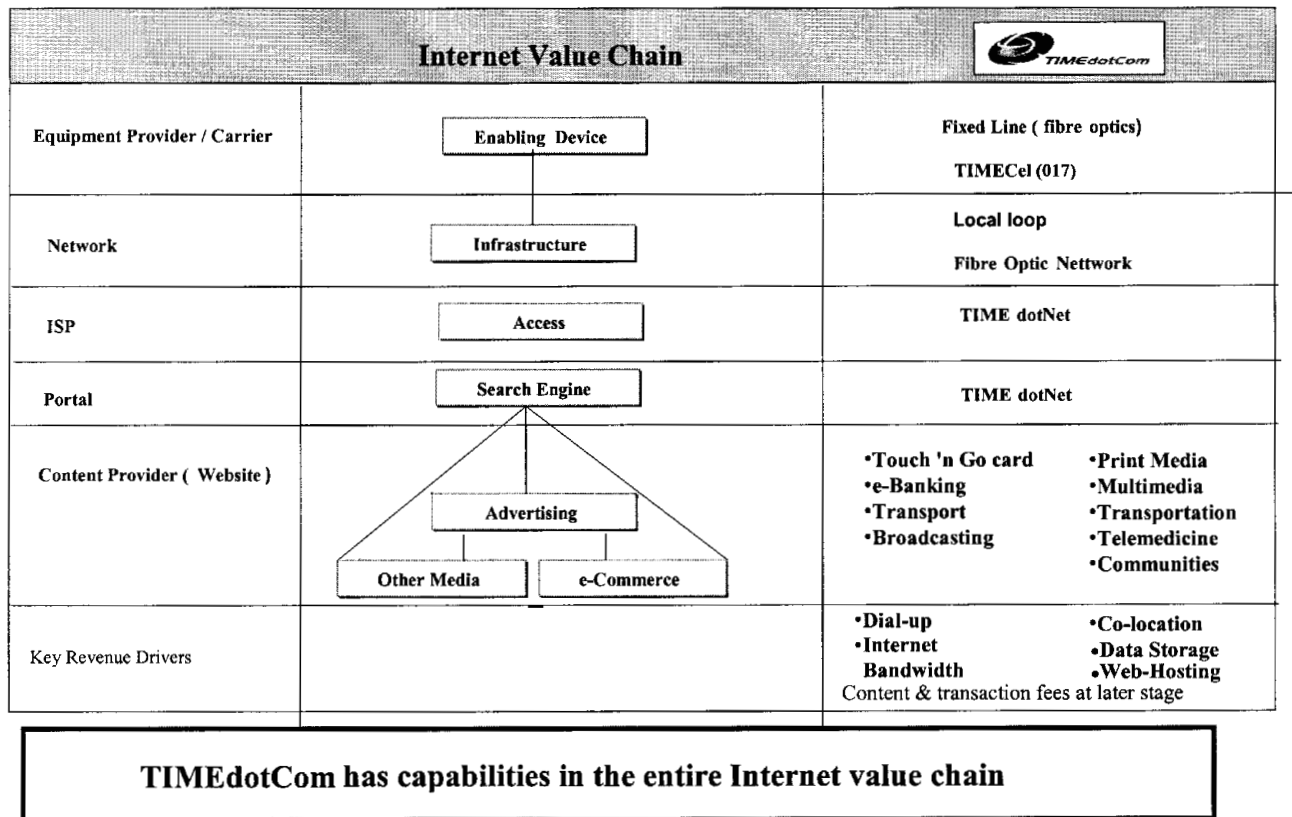 Internet Value Chain
TIMEdotCom
Equipment Provider / Carrier
Enabling Device
Fixed Line ( fibre optics)
TIMECel (017)
Network
Infrastructure
Local loop
Fibre Optic Nettwork
ISP
Access
TIME dotNet
Portal
Search Engine
TIME dotNet
Content Provider ( Website )
Advertising
Other Media
e-Commerce
•Touch 'n Go card
•e-Banking
•Transport
•Broadcasting
•Print Media
•Multimedia
•Transportation
•Telemedicine
•Communities
Key Revenue Drivers
•Dial-up
•Internet
Bandwidth
•Co-location
•Data Storage
•Web-Hosting
Content & transaction fees at later stage
TIMEdotCom has capabilities in the entire Internet value chain